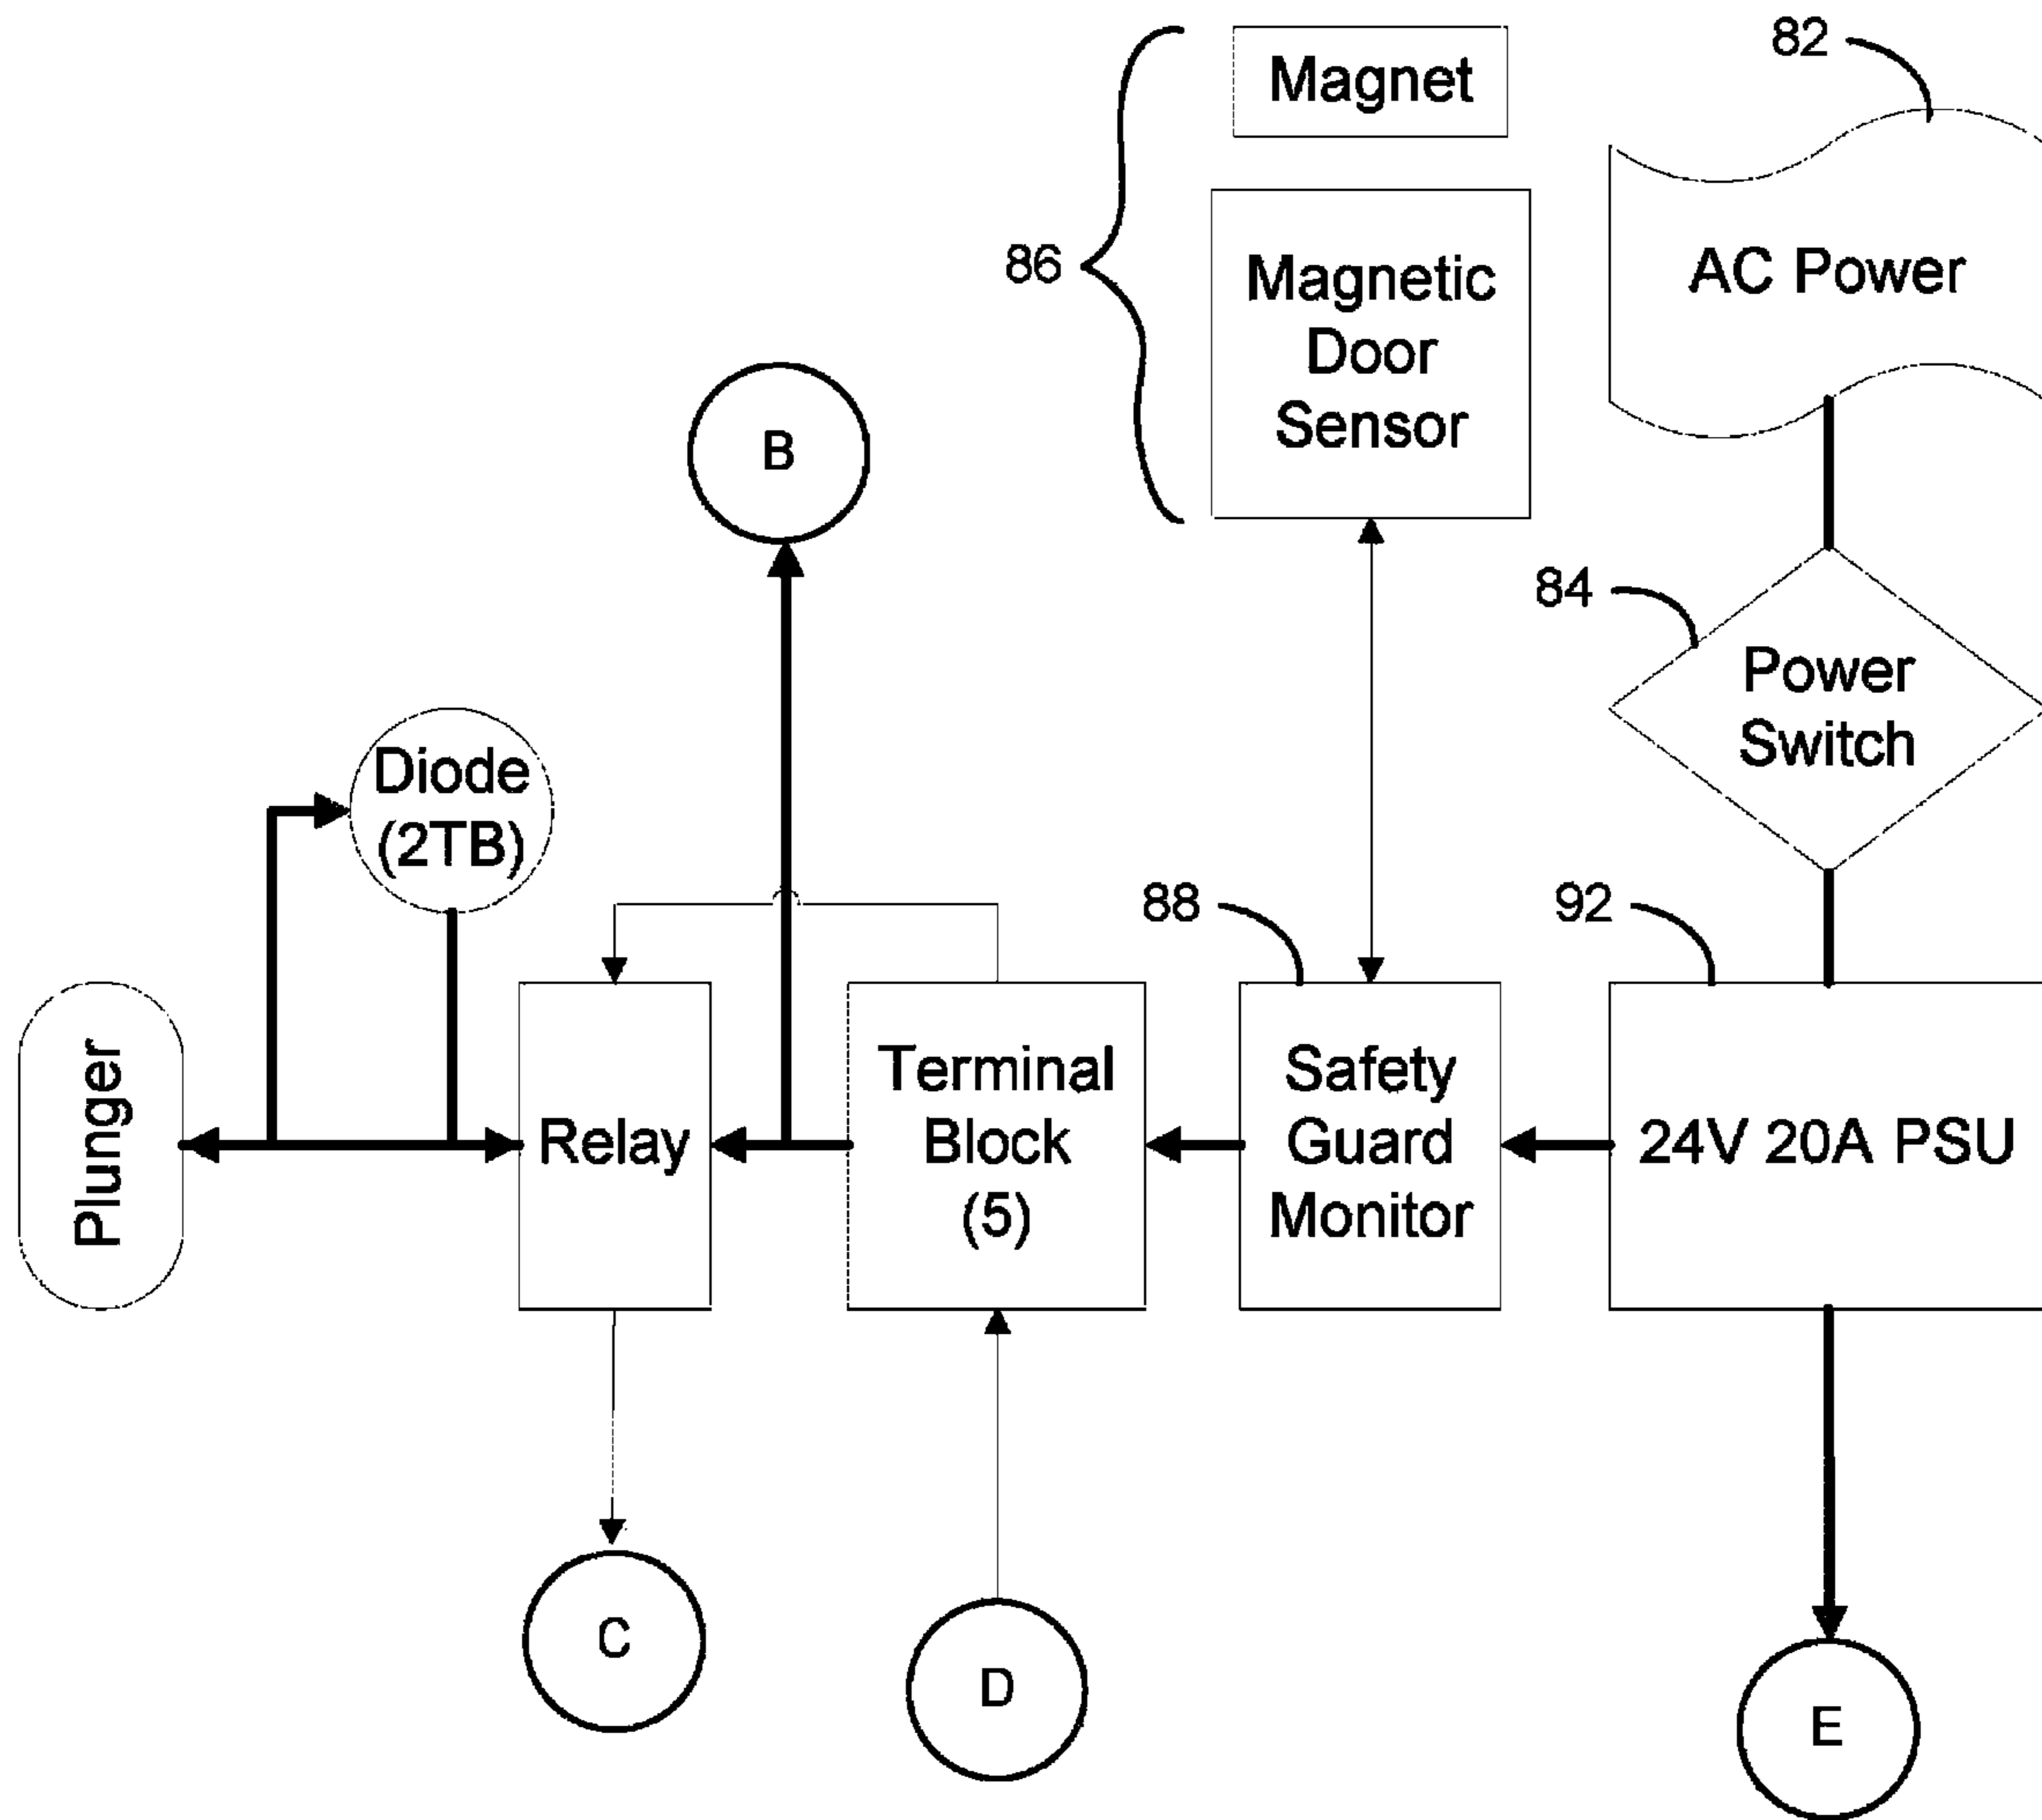 82
Magnet
86
Magnetic
Door
Sensor
AC Power
B
84
Power
Switch
Diode
(2TB)
88
92
Plunger
Relay
Terminal
Block
(5)
Safety
Guard
Monitor
24V 20A PSU
C
D
E